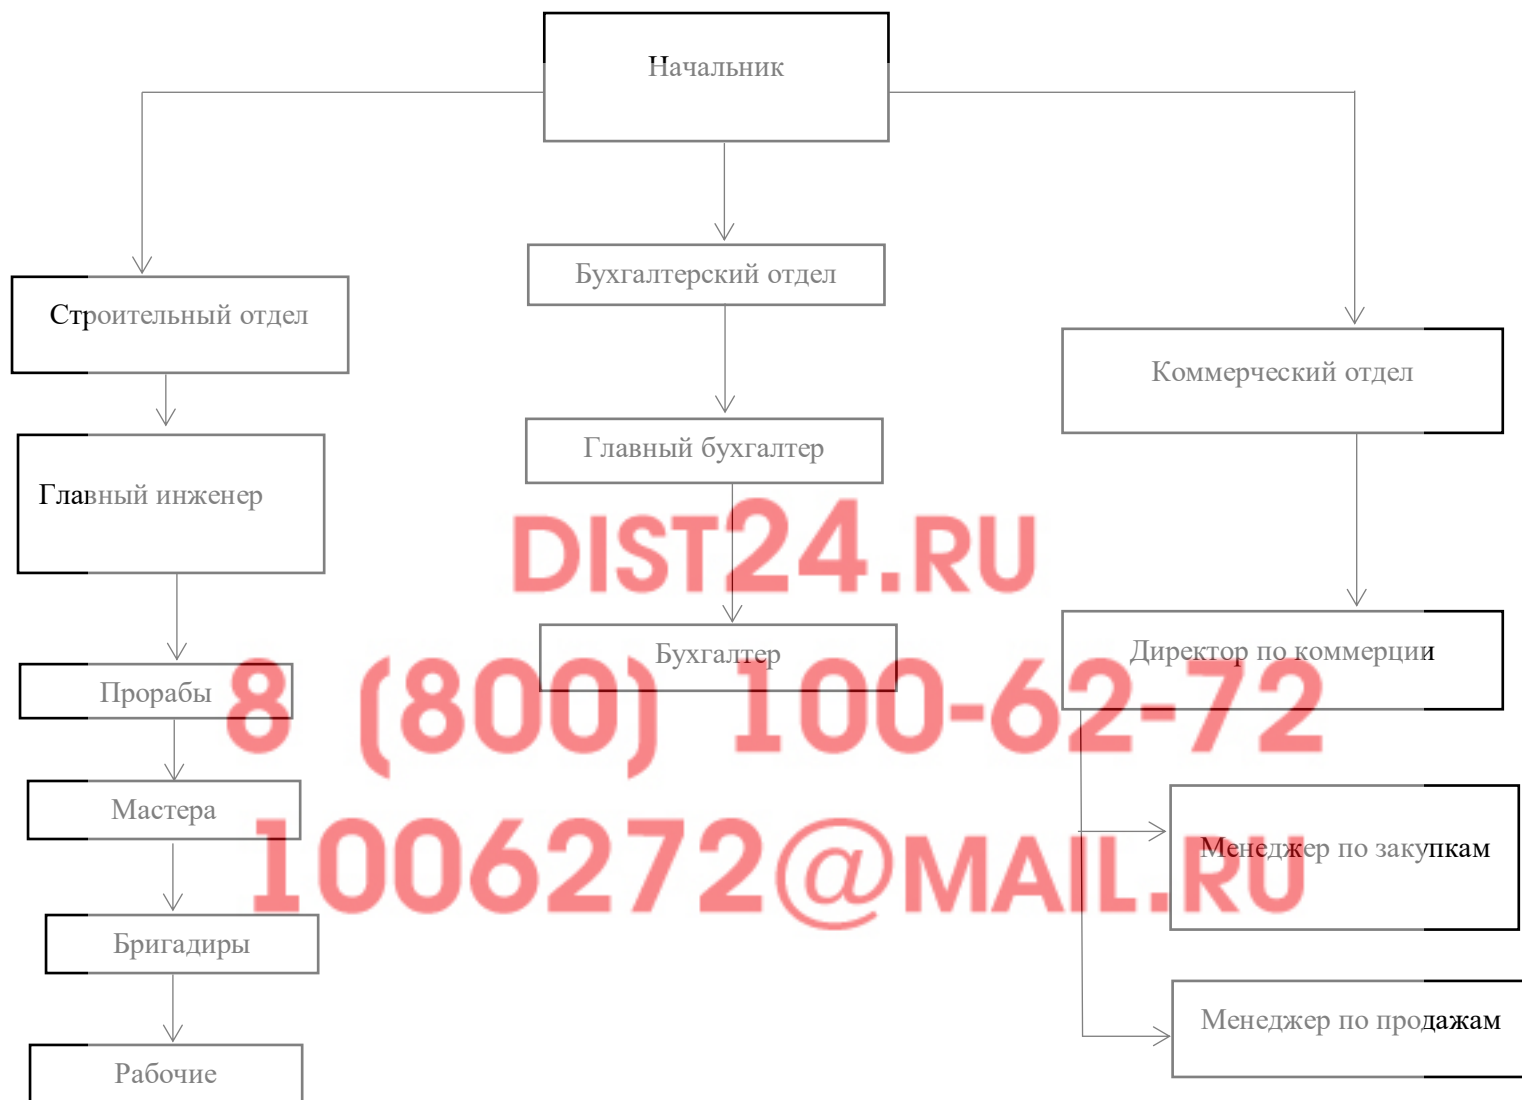 Начальник
Бухгалтерский отдел
Строительный отдел
Коммерческий отдел
Главный бухгалтер
Главный инженер
DIST24.RU
Бухгалтер
Директор по коммерции
Прорабы
8 (800) 100-62-72
Мастера
Менеджер по закупкам
1006272@MAIL.RU
Бригадиры
Менеджер по продажам
Рабочие